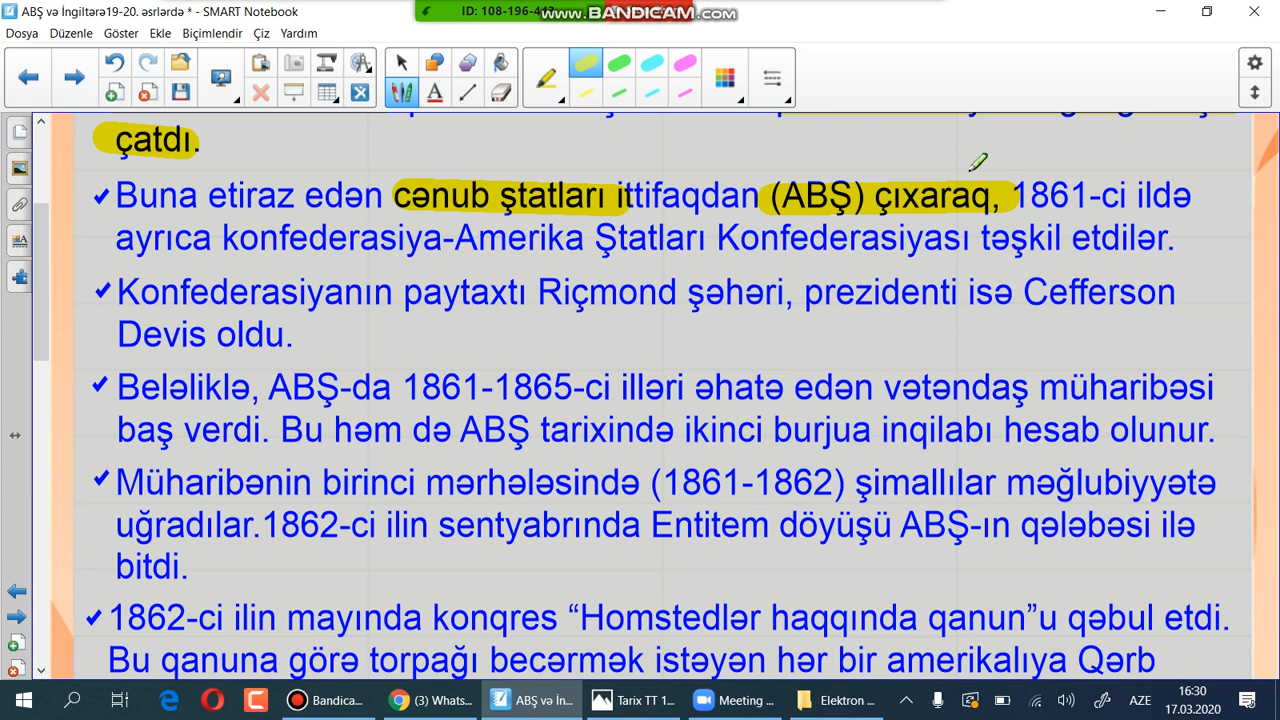 ABŞ və İngiltərə19-20. əsrlərdə * - SMART Notebook
ID: 108-196-443
www.BANDICAM.com
Dosya Düzenle Göster Ekle Biçimlendir Çiz Yardım
çatdı.
Buna etiraz edən cənub ştatları ittifaqdan (ABŞ) çıxaraq, 1861-ci ildə
ayrıca konfederasiya-Amerika Ştatları Konfederasiyası təşkil etdilər.
Konfederasiyanın paytaxtı Riçmond şəhəri, prezidenti isə Cefferson
Devis oldu.
Beləliklə, ABŞ-da 1861-1865-ci illəri əhatə edən vətəndaş müharibəsi
baş verdi. Bu həm də ABŞ tarixində ikinci burjua inqilabı hesab olunur.
Müharibənin birinci mərhələsində (1861-1862) şimallılar məğlubiyyətə
uğradılar.1862-ci ilin sentyabrında Entitem döyüşü ABŞ-ın qələbəsi ilə
bitdi.
1862-ci ilin mayında konqres “Homstedlər haqqında qanun”u qəbul etdi.
Bu qanuna görə torpağı becərmək istəyən hər bir amerikalıya Qərb
Bandica... (3) Whats... ABŞ və İn... Tarix TT 1... Meeting ... Elektron ... AZE 16:30
17.03.2020